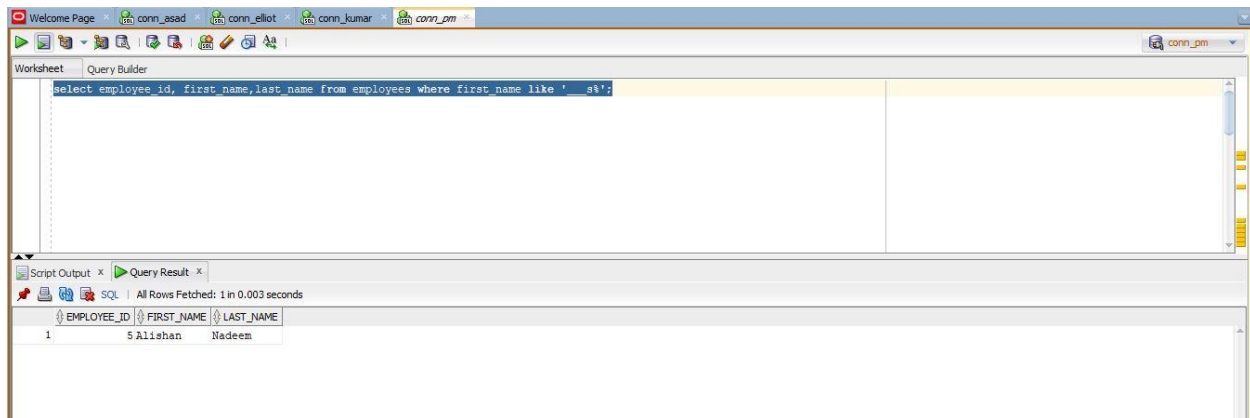 Welcome Page conn_asad conn_elliot conn_kumar conn_pm
conn_pm
Worksheet Query Builder
select employee_id, first_name,last_name from employees where first_name like '___s%';
Script Output x Query Result x
SQL | All Rows Fetched: 1 in 0.003 seconds
EMPLOYEE_ID FIRST_NAME LAST_NAME
1 5 Alishan Nadeem